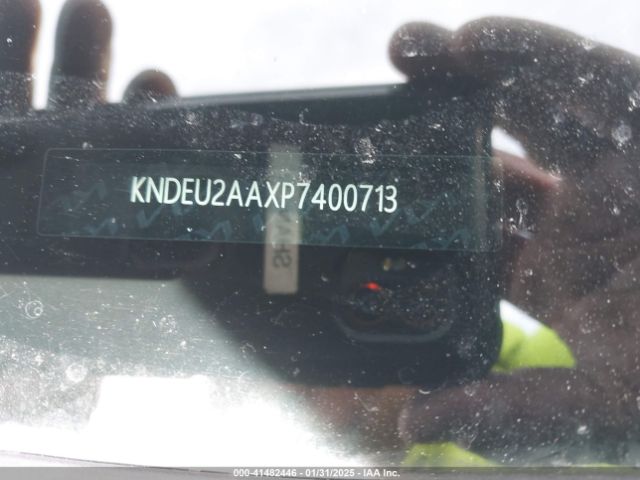 KNDEU2AAXP7400713
000-41482446 - 01/31/2025 - IAA Inc.